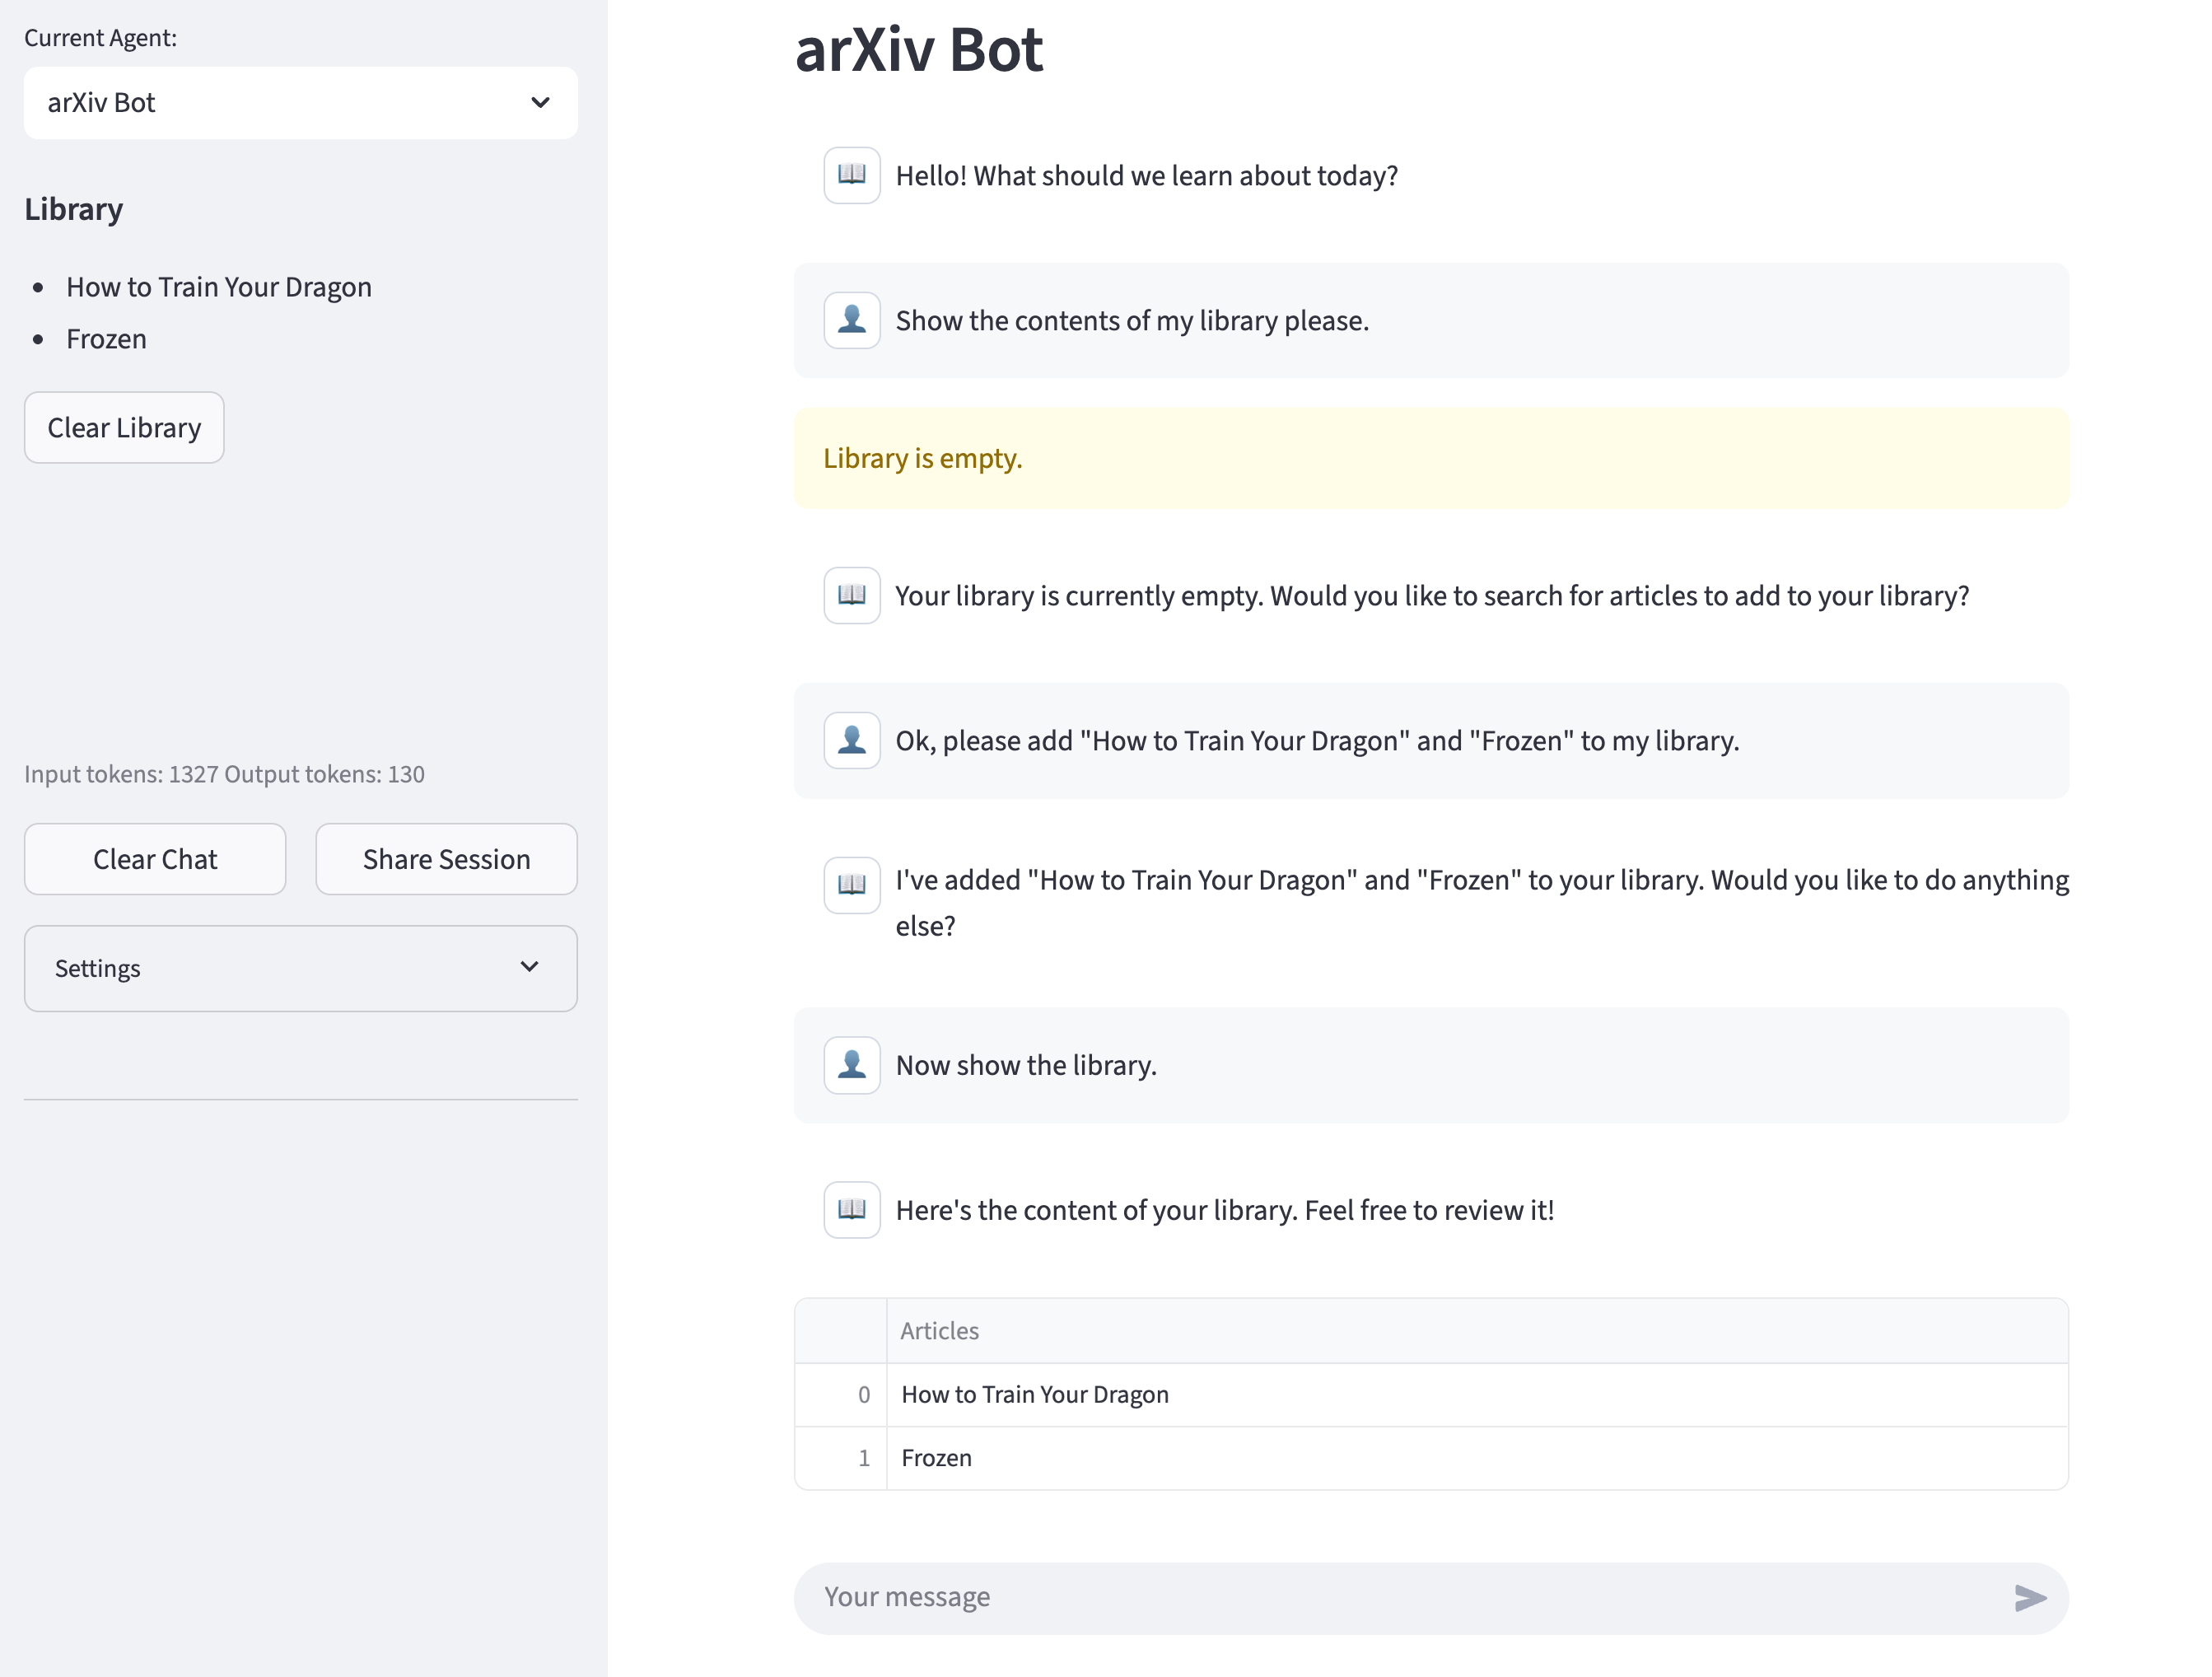 Current Agent:
arXiv Bot
Library
How to Train Your Dragon
Frozen
Clear Library
Input tokens: 1327 Output tokens: 130
Clear Chat
Share Session
Settings
arXiv Bot
Hello! What should we learn about today?
Show the contents of my library please.
Library is empty.
Your library is currently empty. Would you like to search for articles to add to your library?
Ok, please add "How to Train Your Dragon" and "Frozen" to my library.
I've added "How to Train Your Dragon" and "Frozen" to your library. Would you like to do anything
else?
Now show the library.
Here's the content of your library. Feel free to review it!
Articles
0 How to Train Your Dragon
1 Frozen
Your message